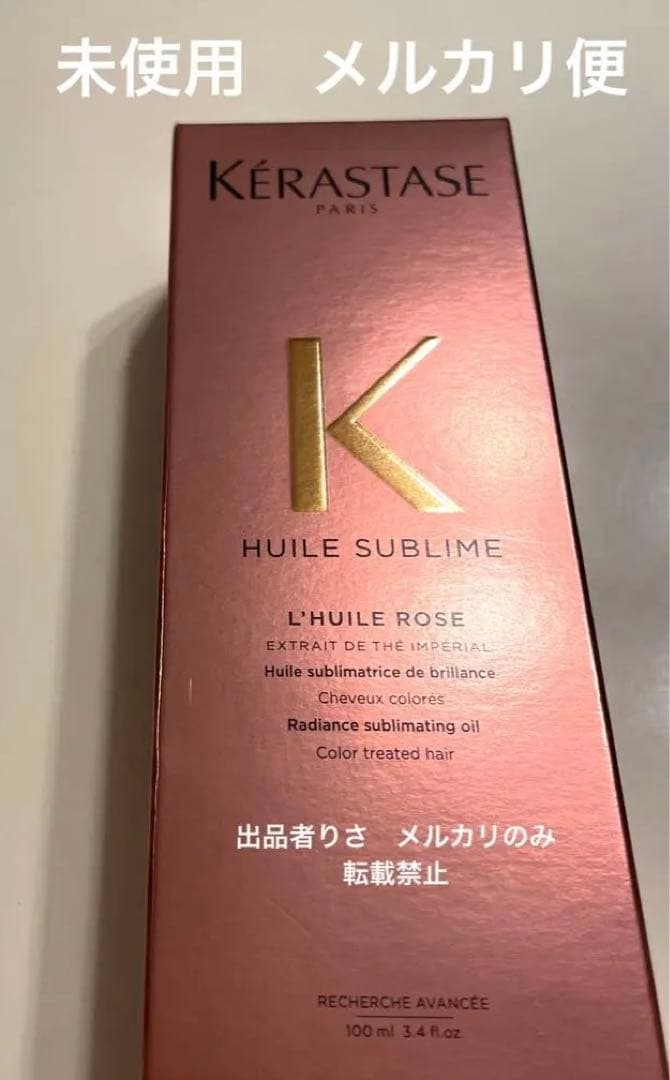 未使用　メルカリ便
KÉRASTASE
PARIS
K
HUILE SUBLIME
L'HUILE ROSE
EXTRAIT DE THÉ IMPÉRIAL
Huile sublimatrice de brillance
Cheveux colorés
Radiance sublimating oil
Color treated hair
出品者りさ　メルカリのみ
転載禁止
RECHERCHE AVANCÉE
100 ml 3.4 fl.oz.